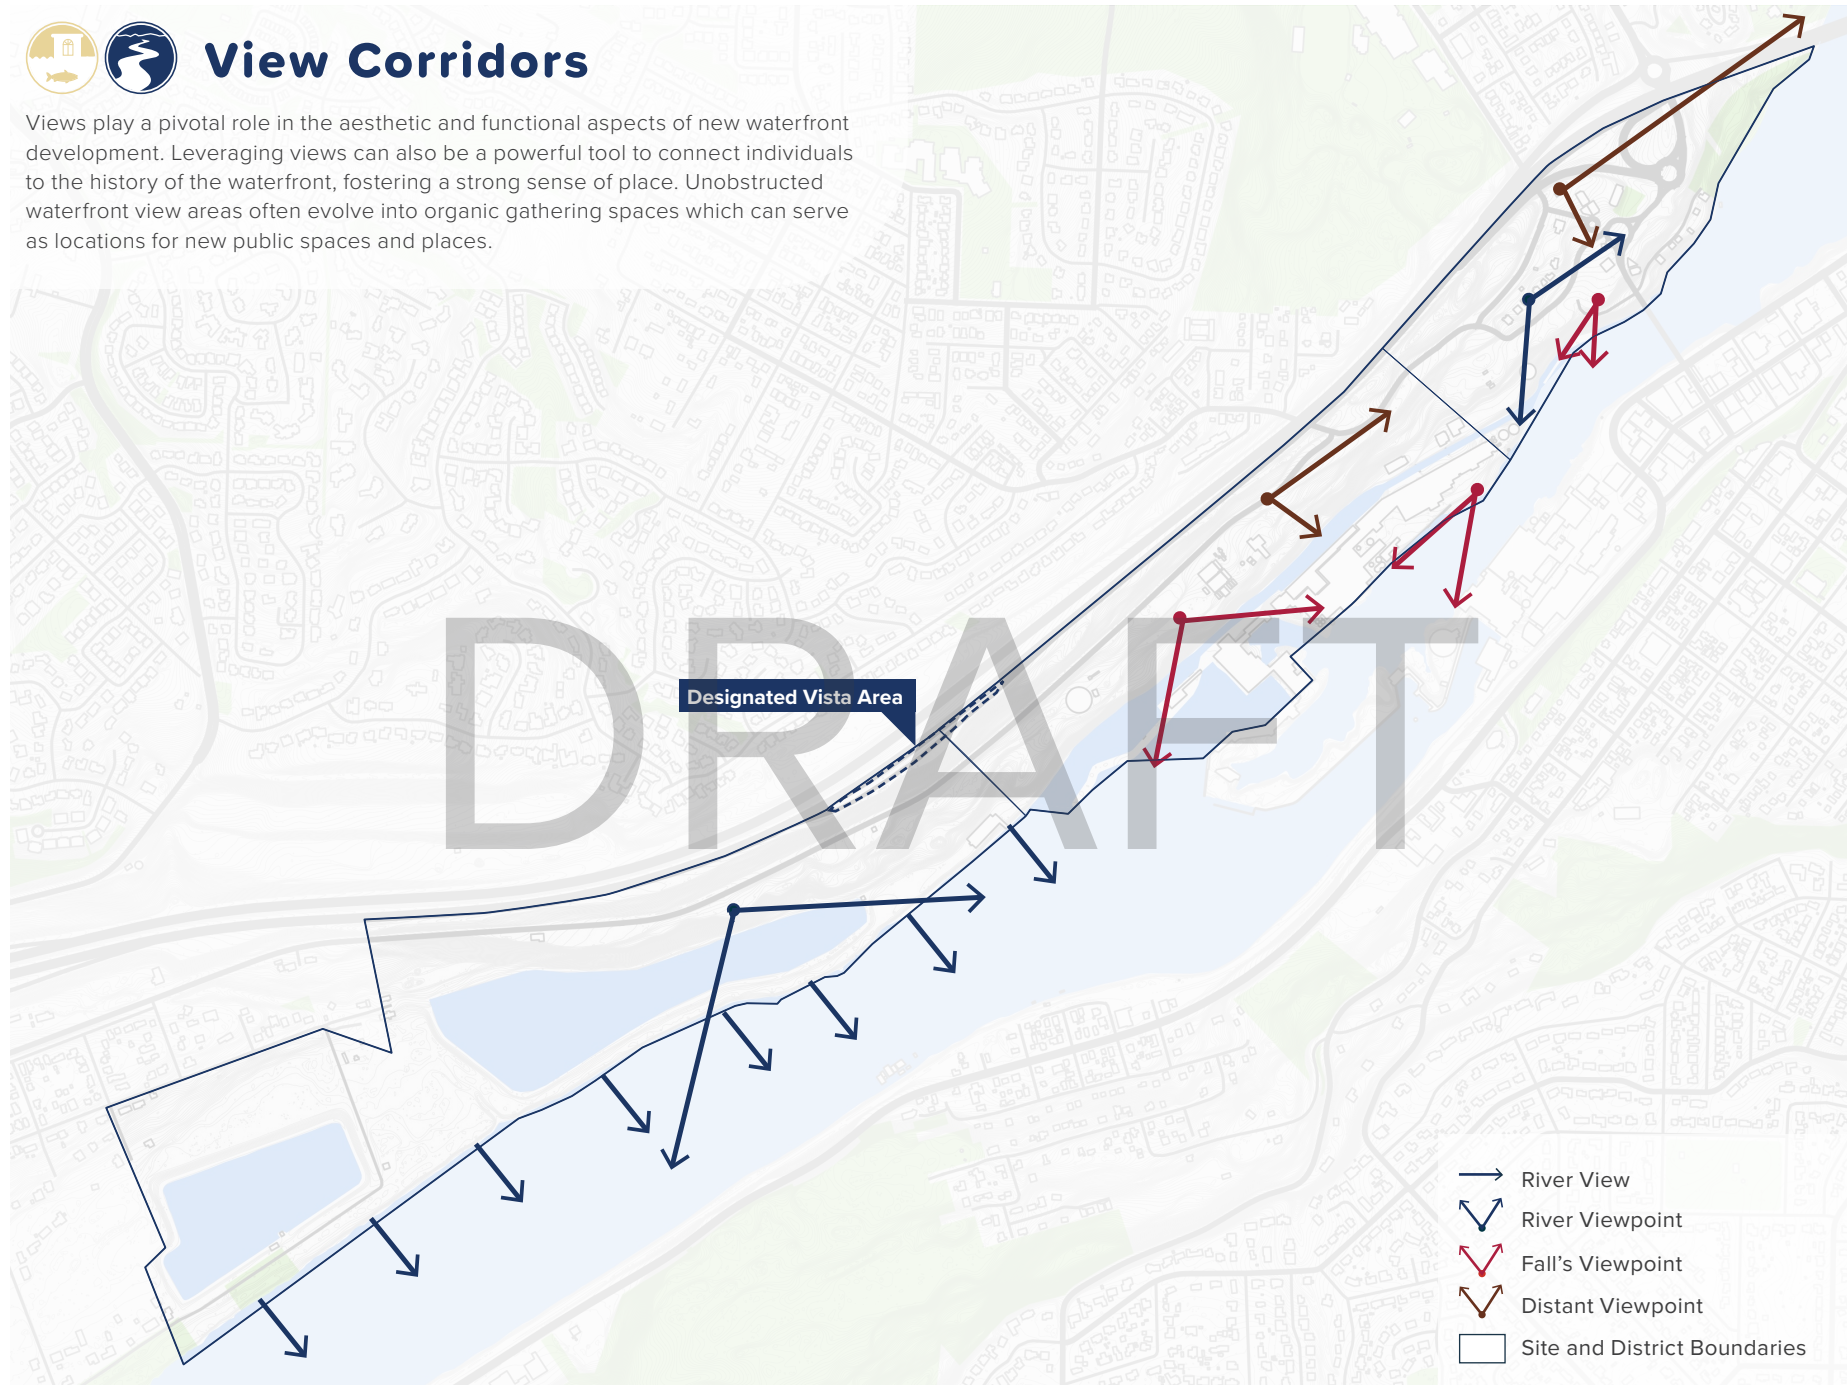 View Corridors
Views play a pivotal role in the aesthetic and functional aspects of new waterfront
development. Leveraging views can also be a powerful tool to connect individuals
to the history of the waterfront, fostering a strong sense of place. Unobstructed
waterfront view areas often evolve into organic gathering spaces which can serve
as locations for new public spaces and places.
DRAFT
Designated Vista Area
River View
River Viewpoint
Fall's Viewpoint
Distant Viewpoint
Site and District Boundaries